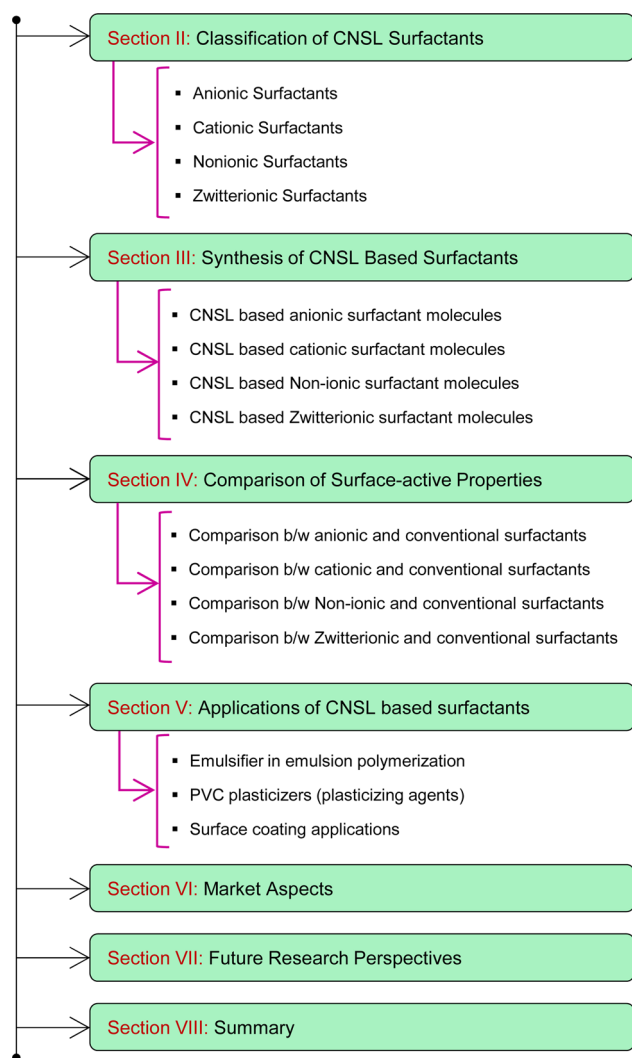 Section II: Classification of CNSL Surfactants
▪ Anionic Surfactants
▪ Cationic Surfactants
▪ Nonionic Surfactants
▪ Zwitterionic Surfactants
Section III: Synthesis of CNSL Based Surfactants
▪ CNSL based anionic surfactant molecules
▪ CNSL based cationic surfactant molecules
▪ CNSL based Non-ionic surfactant molecules
▪ CNSL based Zwitterionic surfactant molecules
Section IV: Comparison of Surface-active Properties
▪ Comparison b/w anionic and conventional surfactants
▪ Comparison b/w cationic and conventional surfactants
▪ Comparison b/w Non-ionic and conventional surfactants
▪ Comparison b/w Zwitterionic and conventional surfactants
Section V: Applications of CNSL based surfactants
▪ Emulsifier in emulsion polymerization
▪ PVC plasticizers (plasticizing agents)
▪ Surface coating applications
Section VI: Market Aspects
Section VII: Future Research Perspectives
Section VIII: Summary